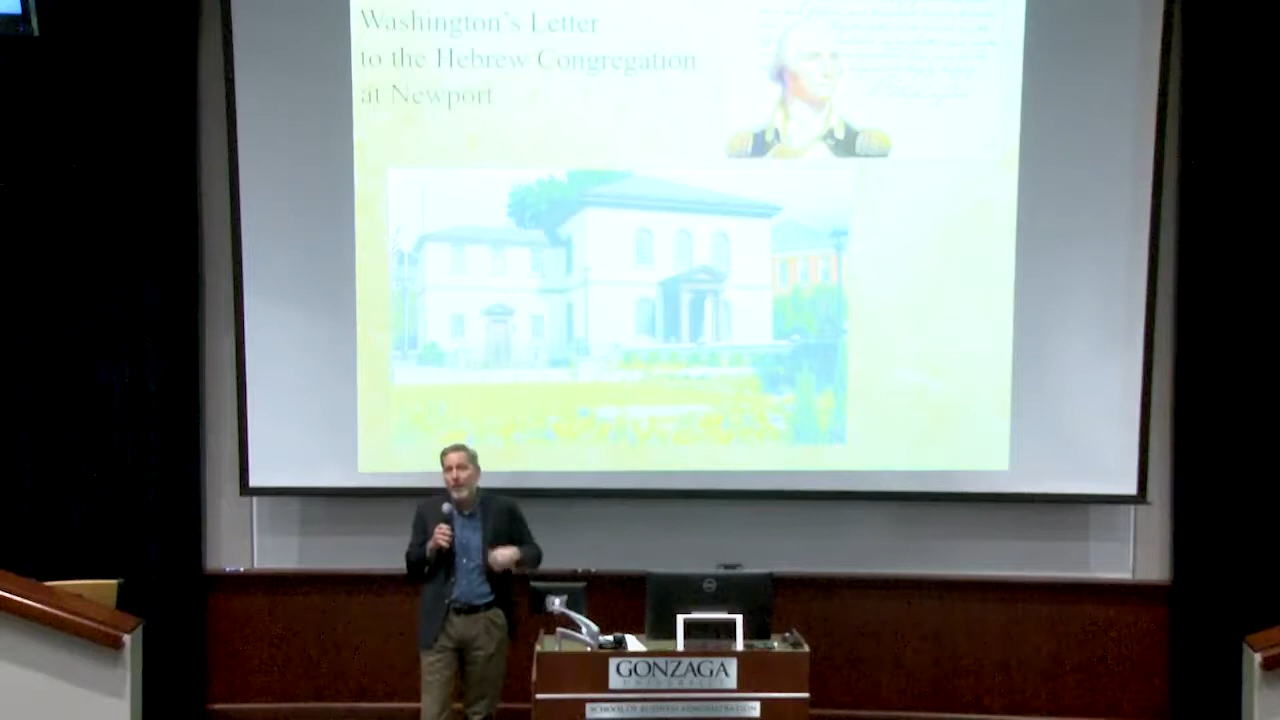 Washington's Letter
to the Hebrew Congregation
at Newport
GONZAGA
UNIVERSITY
SCHOOL OF BUSINESS ADMINISTRATION